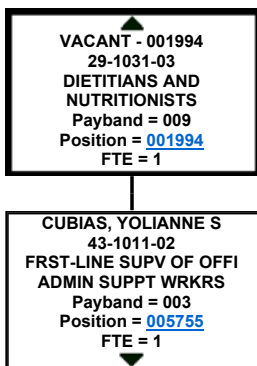 VACANT - 001994
29-1031-03
DIETITIANS AND
NUTRITIONISTS
Payband = 009
Position = 001994
FTE = 1
CUBIAS, YOLIANNE S
43-1011-02
FRST-LINE SUPV OF OFFI
ADMIN SUPPT WRKRS
Payband = 003
Position = 005755
FTE = 1